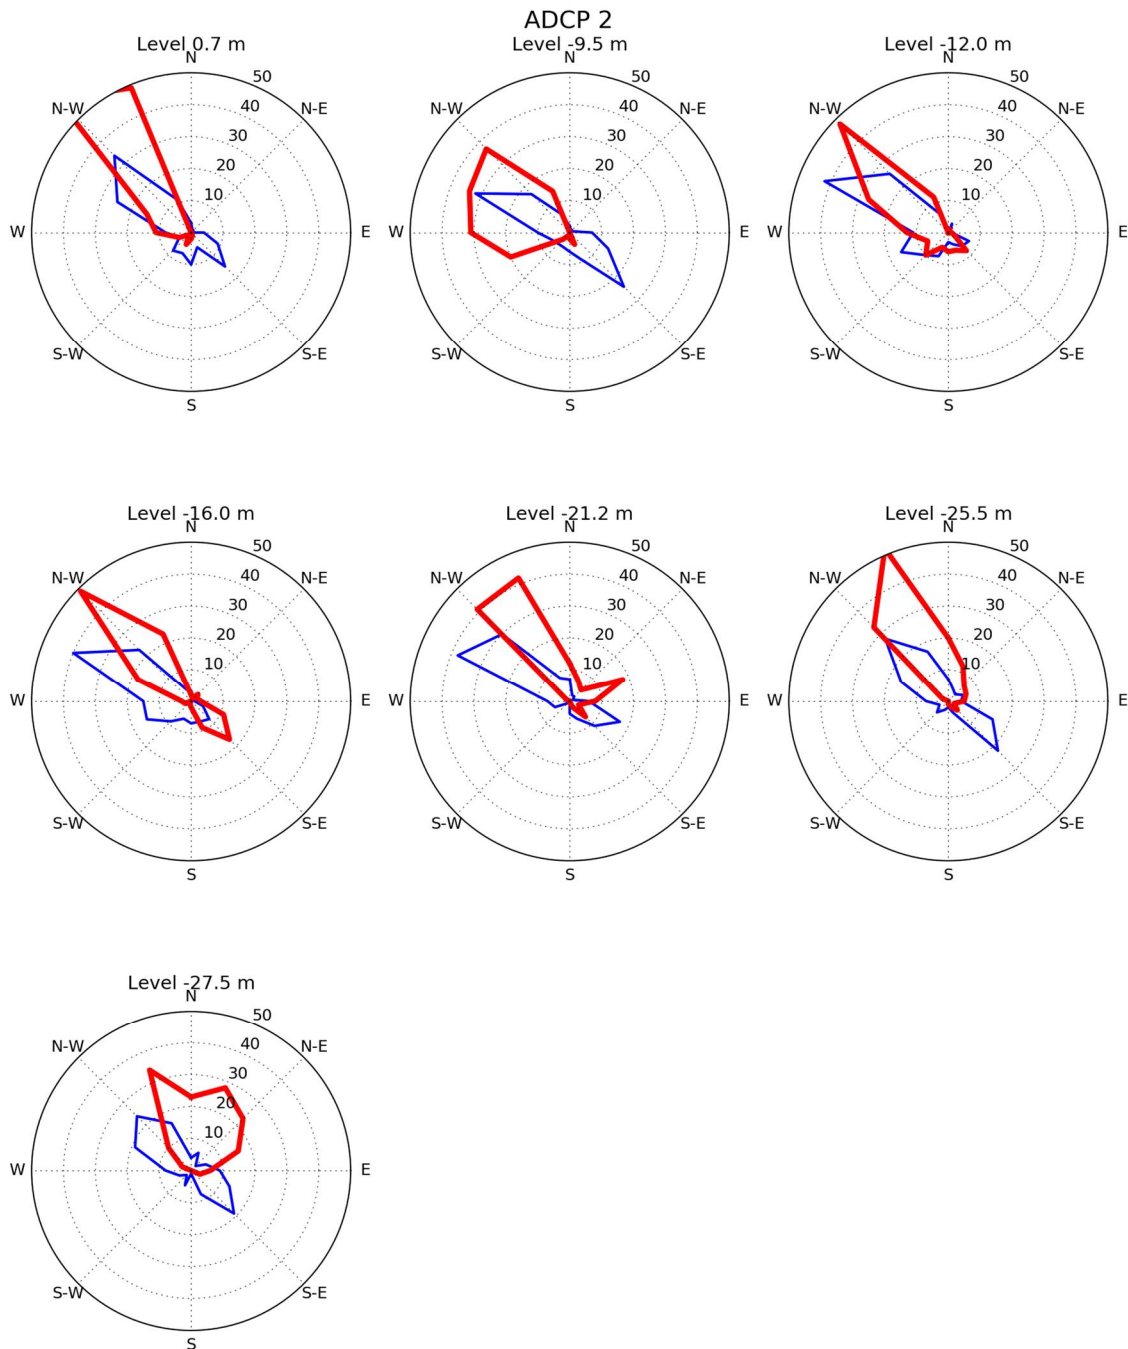 ADCP 2
Level 0.7 m
N
50
N-W
40
N-E
30
20
10
W
E
S-W
S-E
S
Level -9.5 m
N
50
N-W
40
N-E
30
20
10
W
E
S-W
S-E
S
Level -12.0 m
N
50
N-W
40
N-E
30
20
10
W
E
S-W
S-E
S
Level -16.0 m
N
50
N-W
40
N-E
30
20
10
W
E
S-W
S-E
S
Level -21.2 m
N
50
N-W
40
N-E
30
20
10
W
E
S-W
S-E
S
Level -25.5 m
N
50
N-W
40
N-E
30
20
10
W
E
S-W
S-E
S
Level -27.5 m
N
50
N-W
40
N-E
30
20
10
W
E
S-W
S-E
S